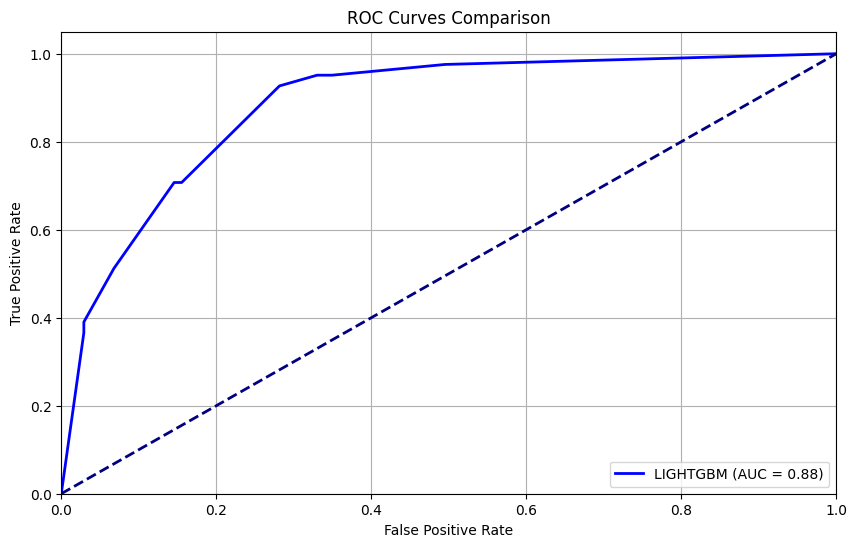 ROC Curves Comparison
True Positive Rate
1.0
0.8
0.6
0.4
0.2
0.0
0.0 0.2 0.4 0.6 0.8 1.0
False Positive Rate
LIGHTGBM (AUC = 0.88)